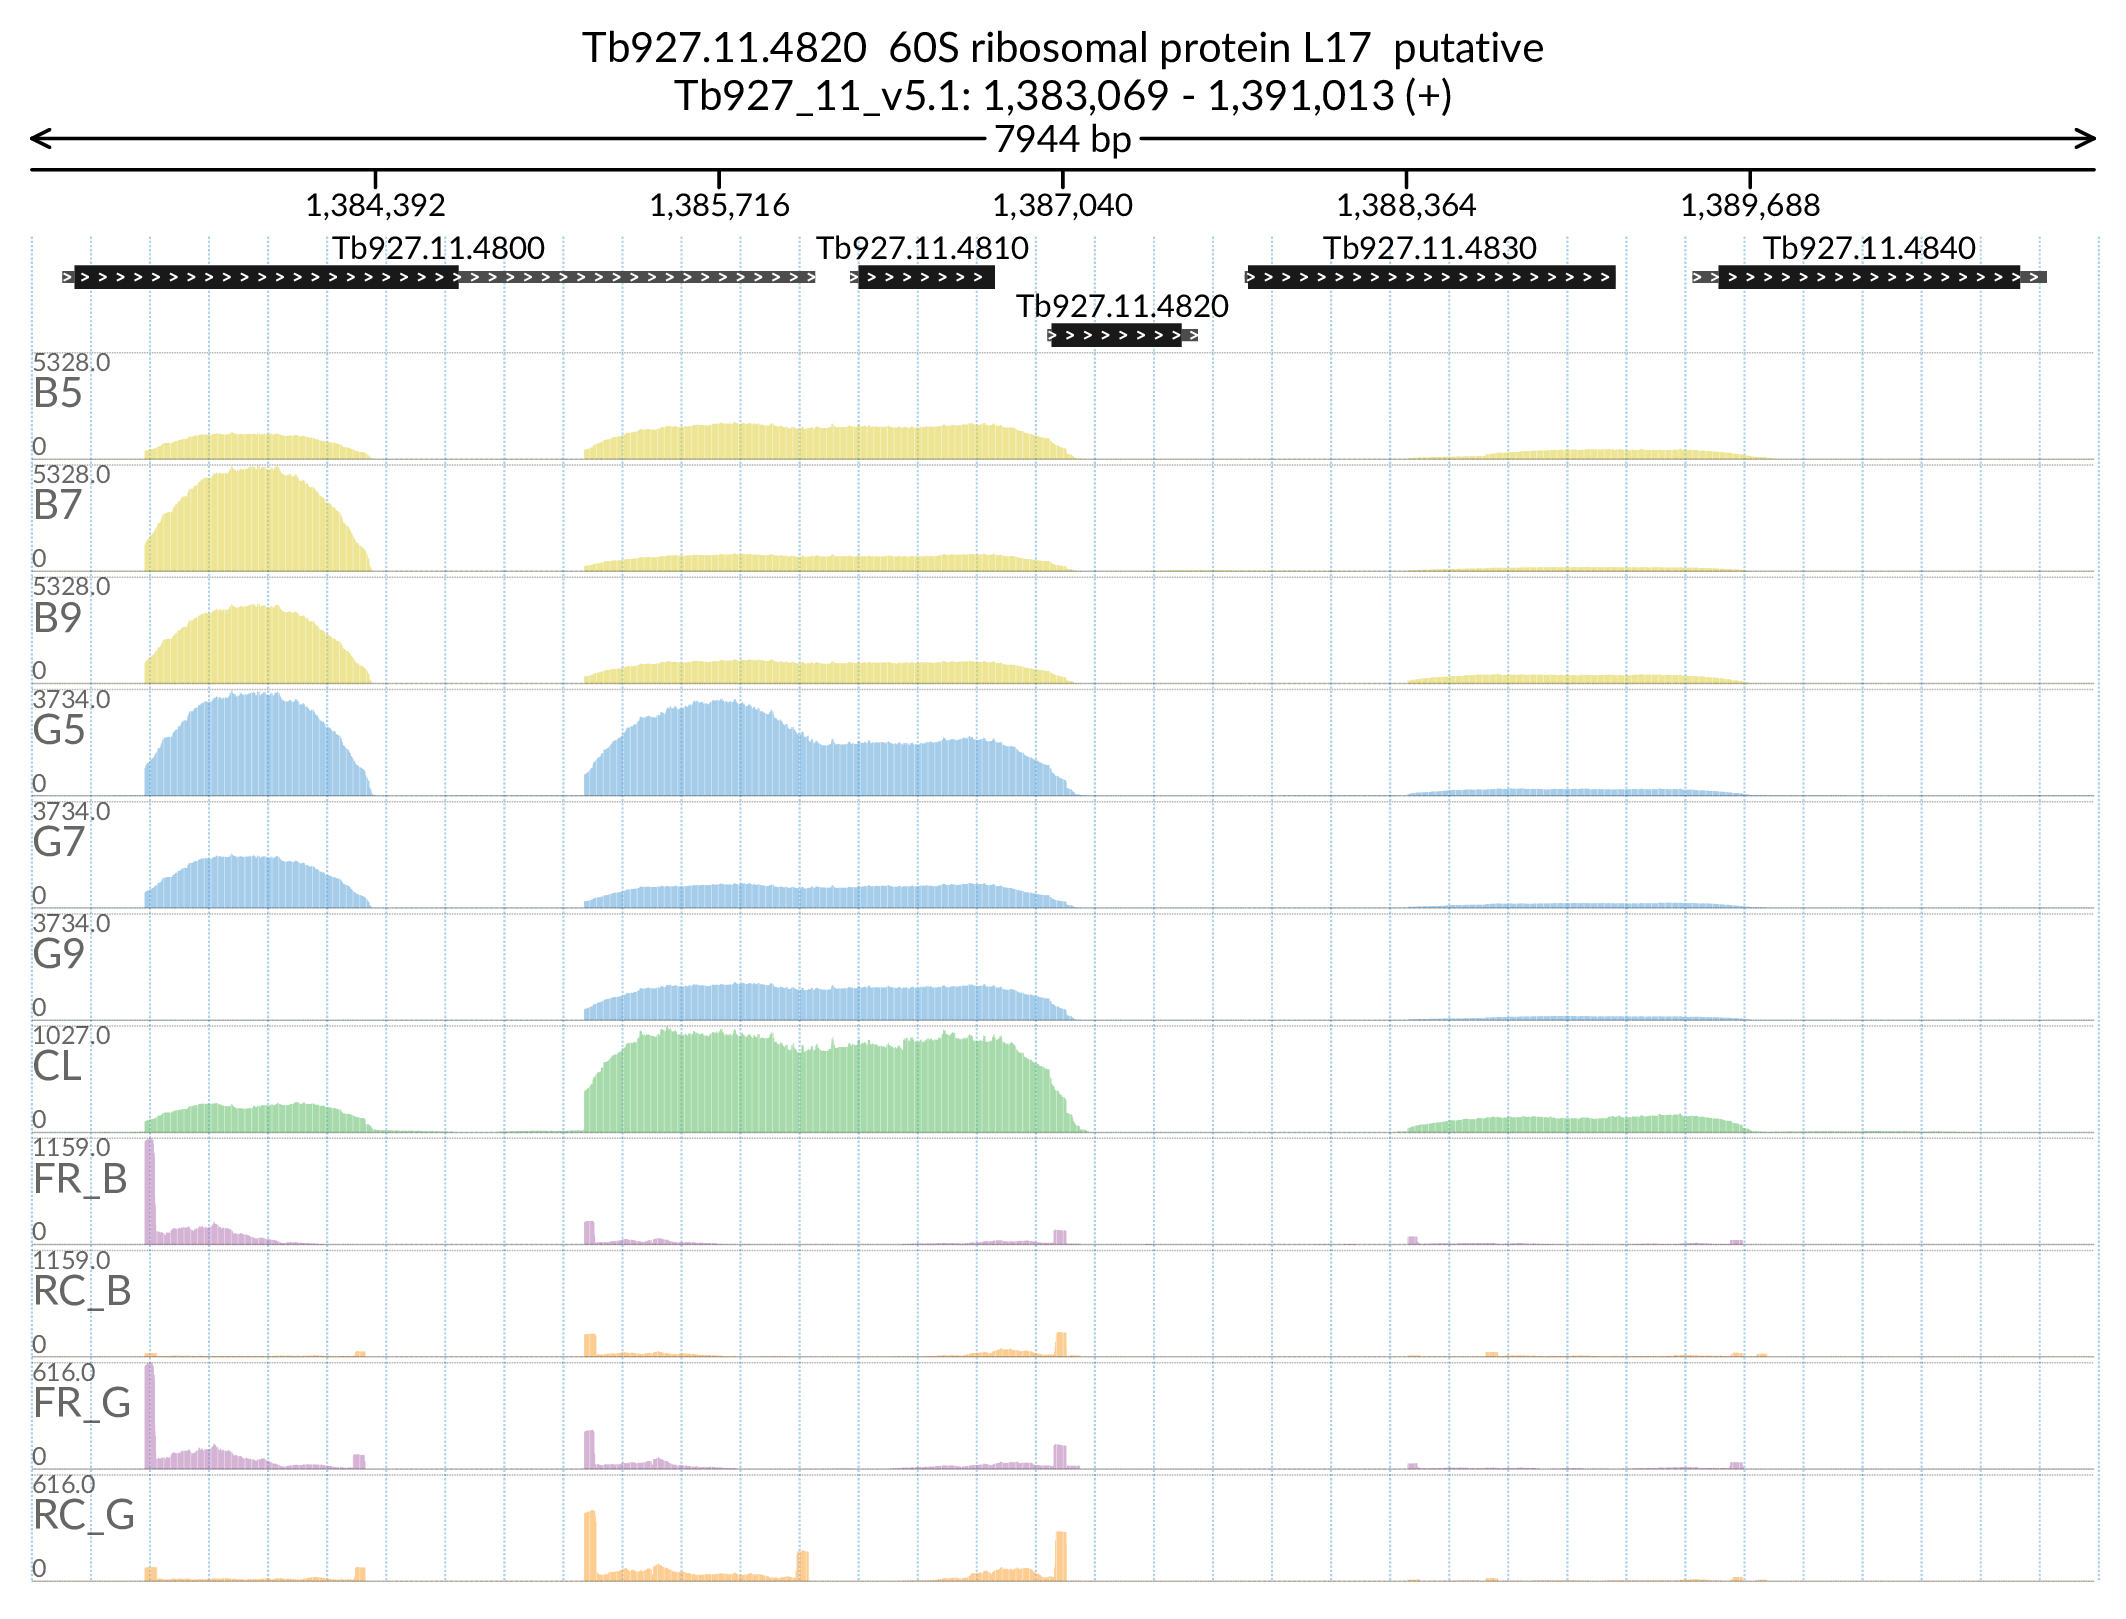 Tb927.11.4820 60S ribosomal protein L17 putative
Tb927_11_v5.1: 1,383,069 - 1,391,013 (+)
7944 bp
1,384,392 1,385,716 1,387,040 1,388,364 1,389,688
Tb927.11.4800 Tb927.11.4810 Tb927.11.4830 Tb927.11.4840
Tb927.11.4820
5328.0
B5
0
5328.0
B7
0
5328.0
B9
0
3734.0
G5
0
3734.0
G7
0
3734.0
G9
0
1027.0
CL
0
1159.0
FR_B
0
1159.0
RC_B
0
616.0
FR_G
0
616.0
RC_G
0